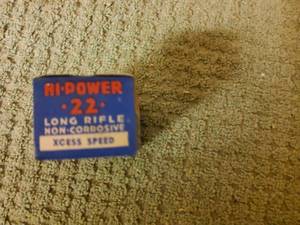 HI-POWER
·22·
LONG RIFLE
NON-CORROSIVE
XCESS SPEED